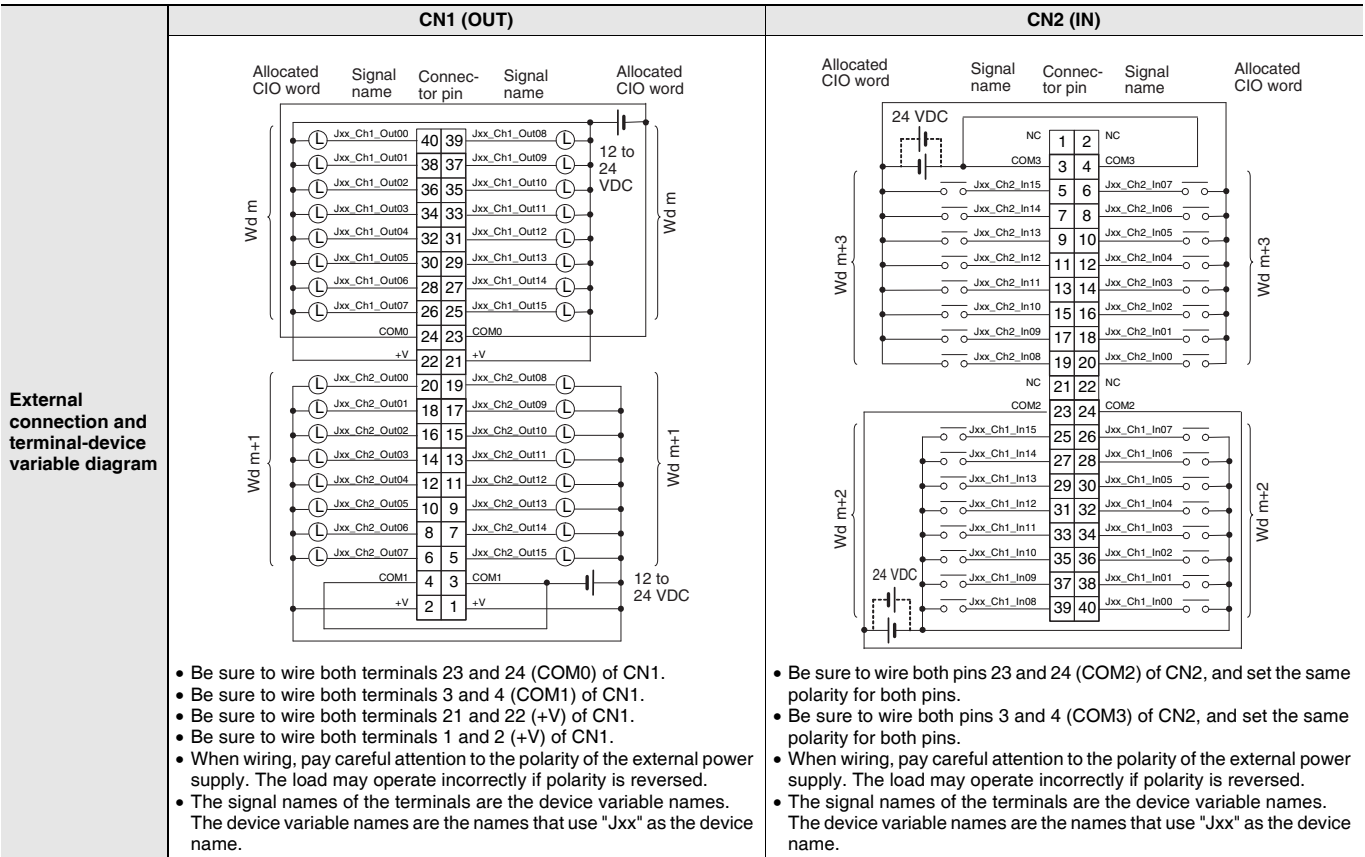 CN1 (OUT)
CN2 (IN)
External
connection and
terminal-device
variable diagram
Allocated
CIO word
Signal
name
Connec-
tor pin
Signal
name
Allocated
CIO word
12 to
24
VDC
Wd m
Wd m
Jxx_Ch1_Out00 40 39 Jxx_Ch1_Out08
Jxx_Ch1_Out01 38 37 Jxx_Ch1_Out09
Jxx_Ch1_Out02 36 35 Jxx_Ch1_Out10
Jxx_Ch1_Out03 34 33 Jxx_Ch1_Out11
Jxx_Ch1_Out04 32 31 Jxx_Ch1_Out12
Jxx_Ch1_Out05 30 29 Jxx_Ch1_Out13
Jxx_Ch1_Out06 28 27 Jxx_Ch1_Out14
Jxx_Ch1_Out07 26 25 Jxx_Ch1_Out15
COM0 24 23 COM0
+V 22 21 +V
Wd m+1
Wd m+1
L Jxx_Ch2_Out00 20 19 Jxx_Ch2_Out08 L
L Jxx_Ch2_Out01 18 17 Jxx_Ch2_Out09 L
L Jxx_Ch2_Out02 16 15 Jxx_Ch2_Out10 L
L Jxx_Ch2_Out03 14 13 Jxx_Ch2_Out11 L
L Jxx_Ch2_Out04 12 11 Jxx_Ch2_Out12 L
L Jxx_Ch2_Out05 10 9 Jxx_Ch2_Out13 L
L Jxx_Ch2_Out06 8 7 Jxx_Ch2_Out14 L
L Jxx_Ch2_Out07 6 5 Jxx_Ch2_Out15 L
COM1 4 3 COM1
+V 2 1 +V
12 to
24 VDC
• Be sure to wire both terminals 23 and 24 (COM0) of CN1.
• Be sure to wire both terminals 3 and 4 (COM1) of CN1.
• Be sure to wire both terminals 21 and 22 (+V) of CN1.
• Be sure to wire both terminals 1 and 2 (+V) of CN1.
• When wiring, pay careful attention to the polarity of the external power
supply. The load may operate incorrectly if polarity is reversed.
• The signal names of the terminals are the device variable names.
The device variable names are the names that use "Jxx" as the device
name.
Allocated
CIO word
Signal
name
Connec-
tor pin
Signal
name
Allocated
CIO word
24 VDC
NC 1 2 NC
COM3 3 4 COM3
Wd m+3
Wd m+3
Jxx_Ch2_In15 5 6 Jxx_Ch2_In07
Jxx_Ch2_In14 7 8 Jxx_Ch2_In06
Jxx_Ch2_In13 9 10 Jxx_Ch2_In05
Jxx_Ch2_In12 11 12 Jxx_Ch2_In04
Jxx_Ch2_In11 13 14 Jxx_Ch2_In03
Jxx_Ch2_In10 15 16 Jxx_Ch2_In02
Jxx_Ch2_In09 17 18 Jxx_Ch2_In01
Jxx_Ch2_In08 19 20 Jxx_Ch2_In00
NC 21 22 NC
COM2 23 24 COM2
Wd m+2
Wd m+2
Jxx_Ch1_In15 25 26 Jxx_Ch1_In07
Jxx_Ch1_In14 27 28 Jxx_Ch1_In06
Jxx_Ch1_In13 29 30 Jxx_Ch1_In05
Jxx_Ch1_In12 31 32 Jxx_Ch1_In04
Jxx_Ch1_In11 33 34 Jxx_Ch1_In03
Jxx_Ch1_In10 35 36 Jxx_Ch1_In02
Jxx_Ch1_In09 37 38 Jxx_Ch1_In01
Jxx_Ch1_In08 39 40 Jxx_Ch1_In00
24 VDC
• Be sure to wire both pins 23 and 24 (COM2) of CN2, and set the same
polarity for both pins.
• Be sure to wire both pins 3 and 4 (COM3) of CN2, and set the same
polarity for both pins.
• When wiring, pay careful attention to the polarity of the external power
supply. The load may operate incorrectly if polarity is reversed.
• The signal names of the terminals are the device variable names.
The device variable names are the names that use "Jxx" as the device
name.